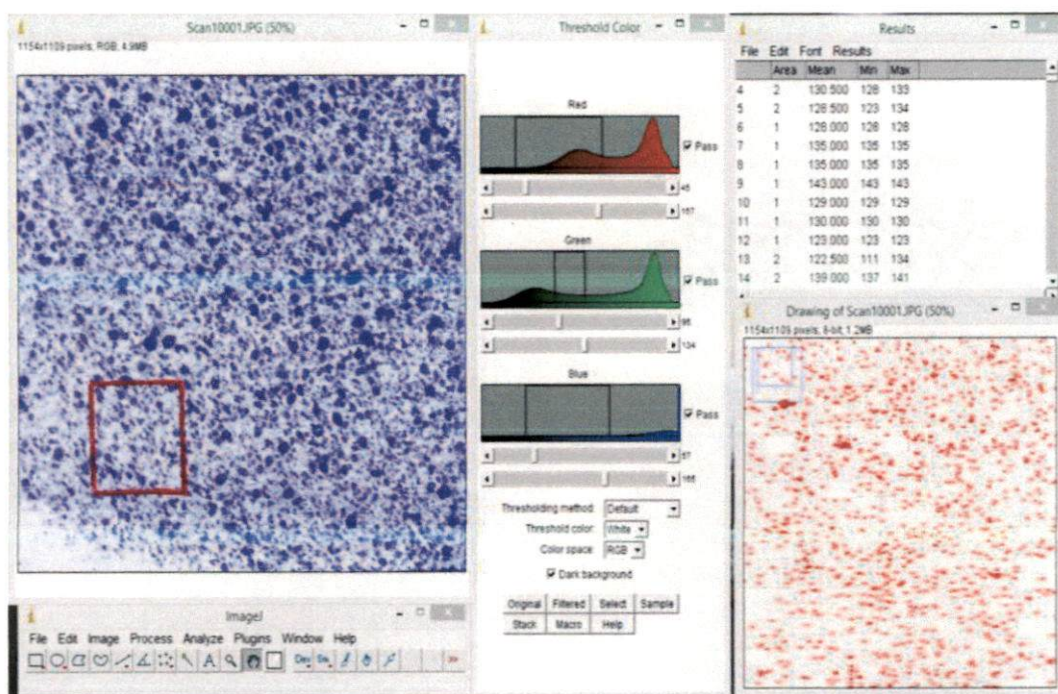 Scan10001.JPG (50%)
1154x1109 pixels; RGB; 4.9MB
ImageJ
File Edit Image Process Analyze Plugins Window Help
A
Dev
Stk
>>
Threshold Color
Red
Pass
45
157
Green
Pass
134
Blue
Pass
57
Thresholding method: Default
Threshold color: White
Color space: RGB
Dark background
Original Filtered Select Sample
Stack Macro Help
Results
File Edit Font Results
Area Mean Min Max
4 2 130.500 128 133
5 2 128.500 123 134
6 1 128.000 128 128
7 1 135.000 135 135
8 1 135.000 135 135
9 1 143.000 143 143
10 1 129.000 129 129
11 1 130.000 130 130
12 1 123.000 123 123
13 2 122.500 111 134
14 2 139.000 137 141
Drawing of Scan10001.JPG (50%)
1154x1109 pixels; 8-bit; 1.2MB